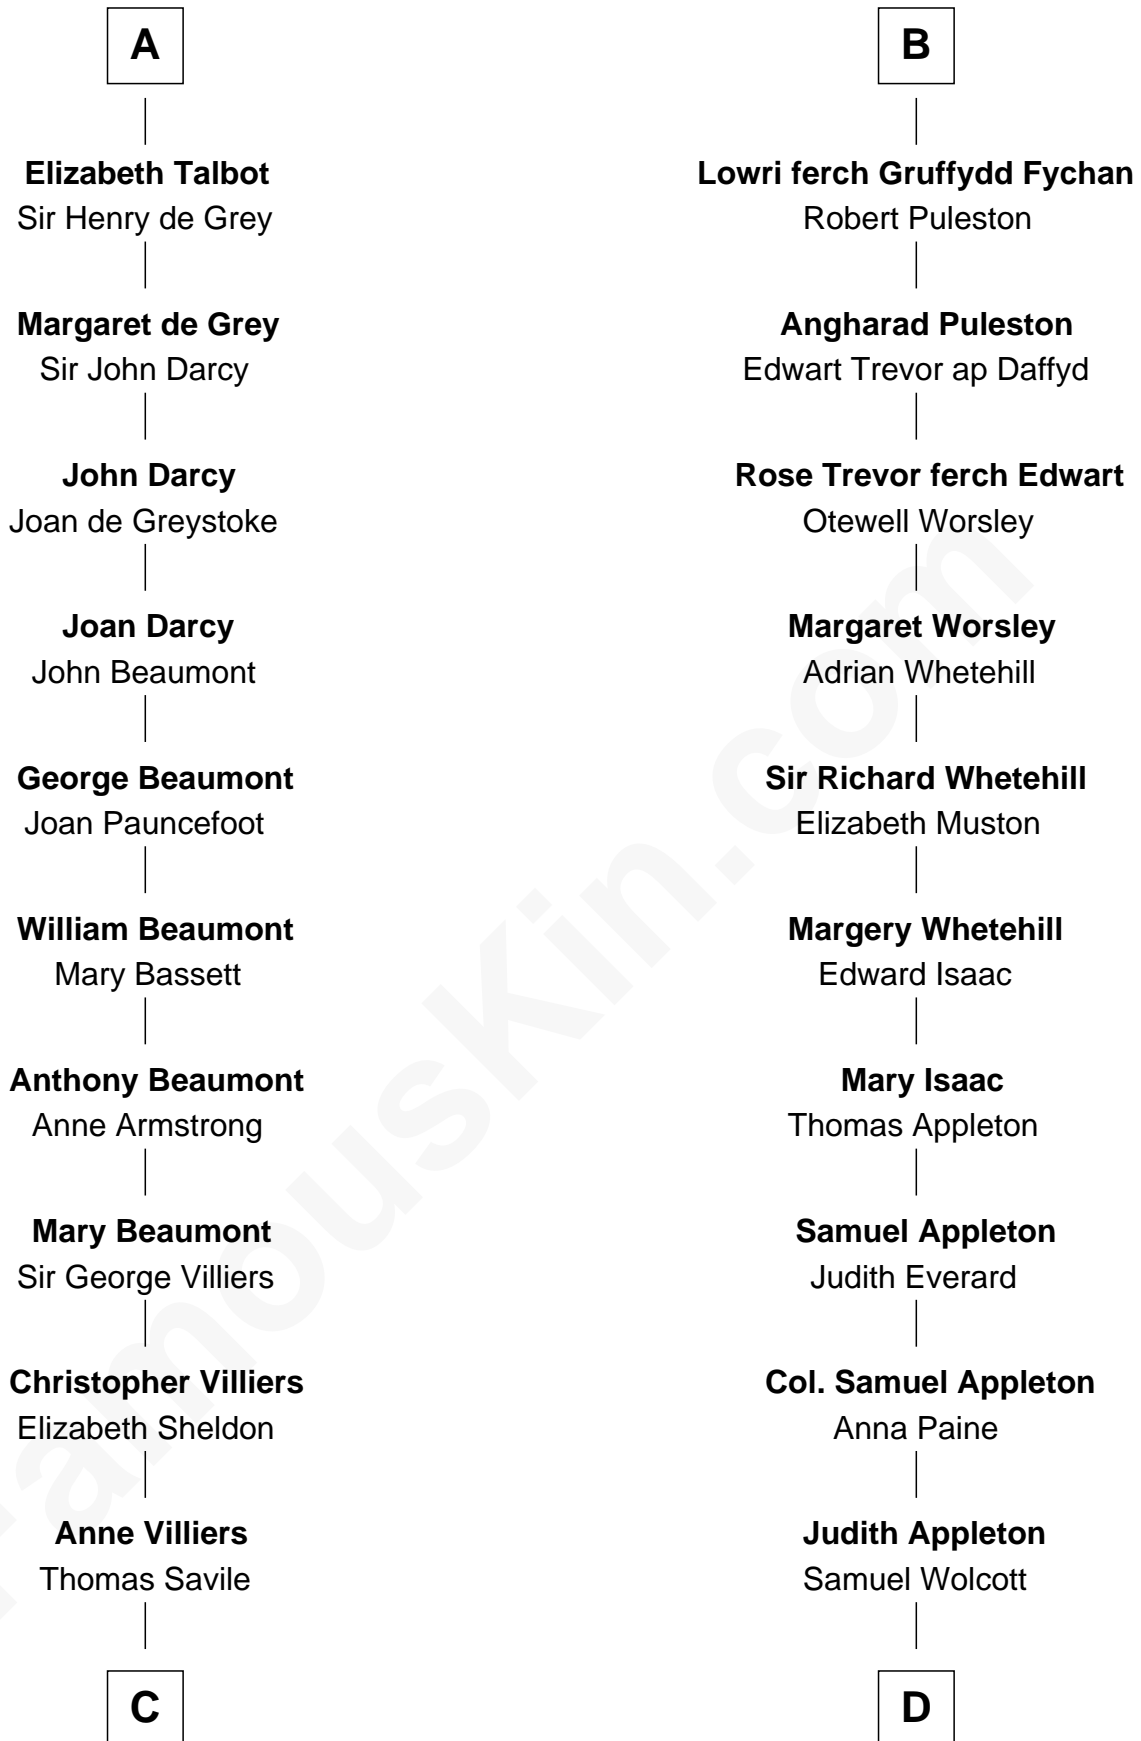 A
Elizabeth Talbot
Sir Henry de Grey
Margaret de Grey
Sir John Darcy
John Darcy
Joan de Greystoke
Joan Darcy
John Beaumont
George Beaumont
Joan Pauncefoot
William Beaumont
Mary Bassett
Anthony Beaumont
Anne Armstrong
Mary Beaumont
Sir George Villiers
Christopher Villiers
Elizabeth Sheldon
Anne Villiers
Thomas Savile
C
B
Lowri ferch Gruffydd Fychan
Robert Puleston
Angharad Puleston
Edwart Trevor ap Daffyd
Rose Trevor ferch Edwart
Otewell Worsley
Margaret Worsley
Adrian Whetehill
Sir Richard Whetehill
Elizabeth Muston
Margery Whetehill
Edward Isaac
Mary Isaac
Thomas Appleton
Samuel Appleton
Judith Everard
Col. Samuel Appleton
Anna Paine
Judith Appleton
Samuel Wolcott
D
FamousKin.com